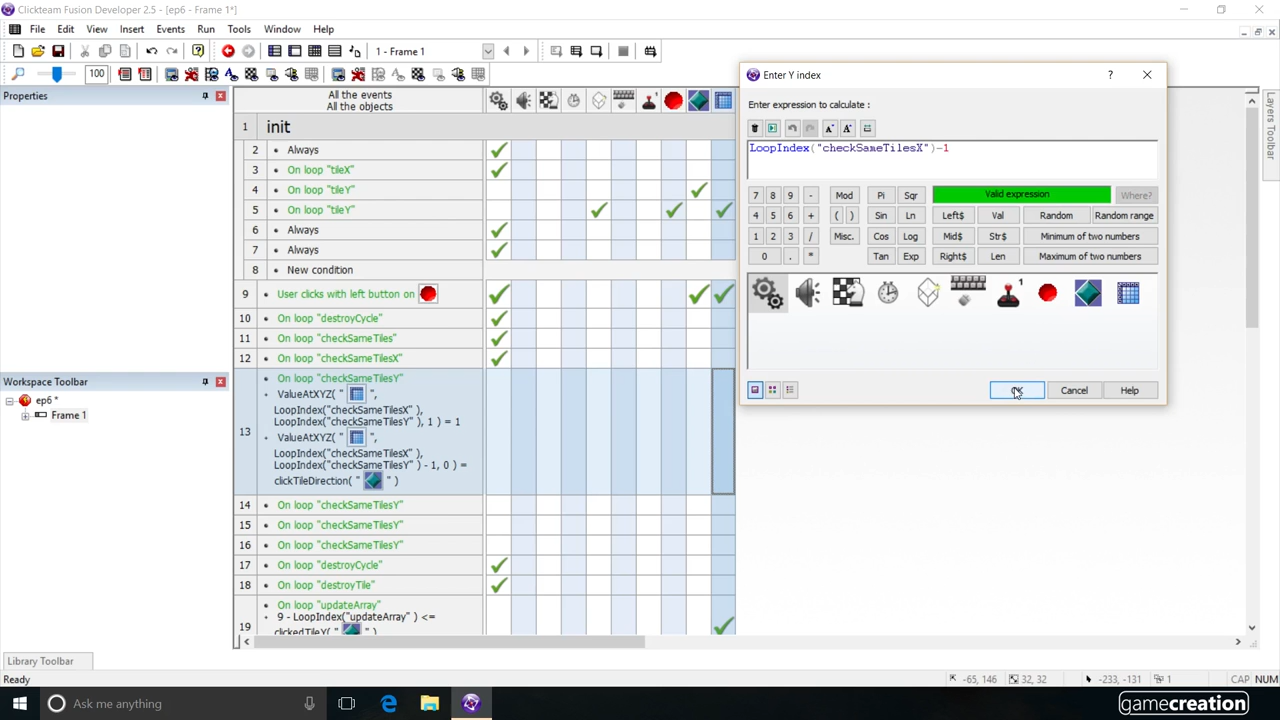 Clickteam Fusion Developer 2.5 - [ep6 - Frame 1*]
File Edit View Insert Events Run Tools Window Help
1 - Frame 1
100
Properties
All the events
All the objects
1 init
2 • Always
3 • On loop "tileX"
4 • On loop "tileY"
5 • On loop "tileY"
6 • Always
7 • Always
8 • New condition
9 • User clicks with left button on
10 • On loop "destroyCycle"
11 • On loop "checkSameTiles"
12 • On loop "checkSameTilesX"
13
• On loop "checkSameTilesY"
• ValueAtXYZ( " ",
LoopIndex("checkSameTilesX" ),
LoopIndex("checkSameTilesY" ), 1 ) = 1
• ValueAtXYZ( " ",
LoopIndex("checkSameTilesX" ),
LoopIndex("checkSameTilesY" ) - 1, 0 ) =
clickTileDirection( " " )
14 • On loop "checkSameTilesY"
15 • On loop "checkSameTilesY"
16 • On loop "checkSameTilesY"
17 • On loop "destroyCycle"
18 • On loop "destroyTile"
19
• On loop "updateArray"
• 9 - LoopIndex("updateArray" ) <=
clickedTileY( " " )
Workspace Toolbar
ep6 *
Frame 1
Library Toolbar
Layers Toolbar
Enter Y index
?
Enter expression to calculate :
LoopIndex("checkSameTilesX")-1
7 8 9 - Mod Pi Sqr Valid expression Where?
4 5 6 + ( ) Sin Ln Left$ Val Random Random range
1 2 3 / Misc. Cos Log Mid$ Str$ Minimum of two numbers
0 . * Tan Exp Right$ Len Maximum of two numbers
1
OK Cancel Help
Ready
-65, 146 32, 32 -233, -131 1 CAP NUM
Ask me something
gamecreation